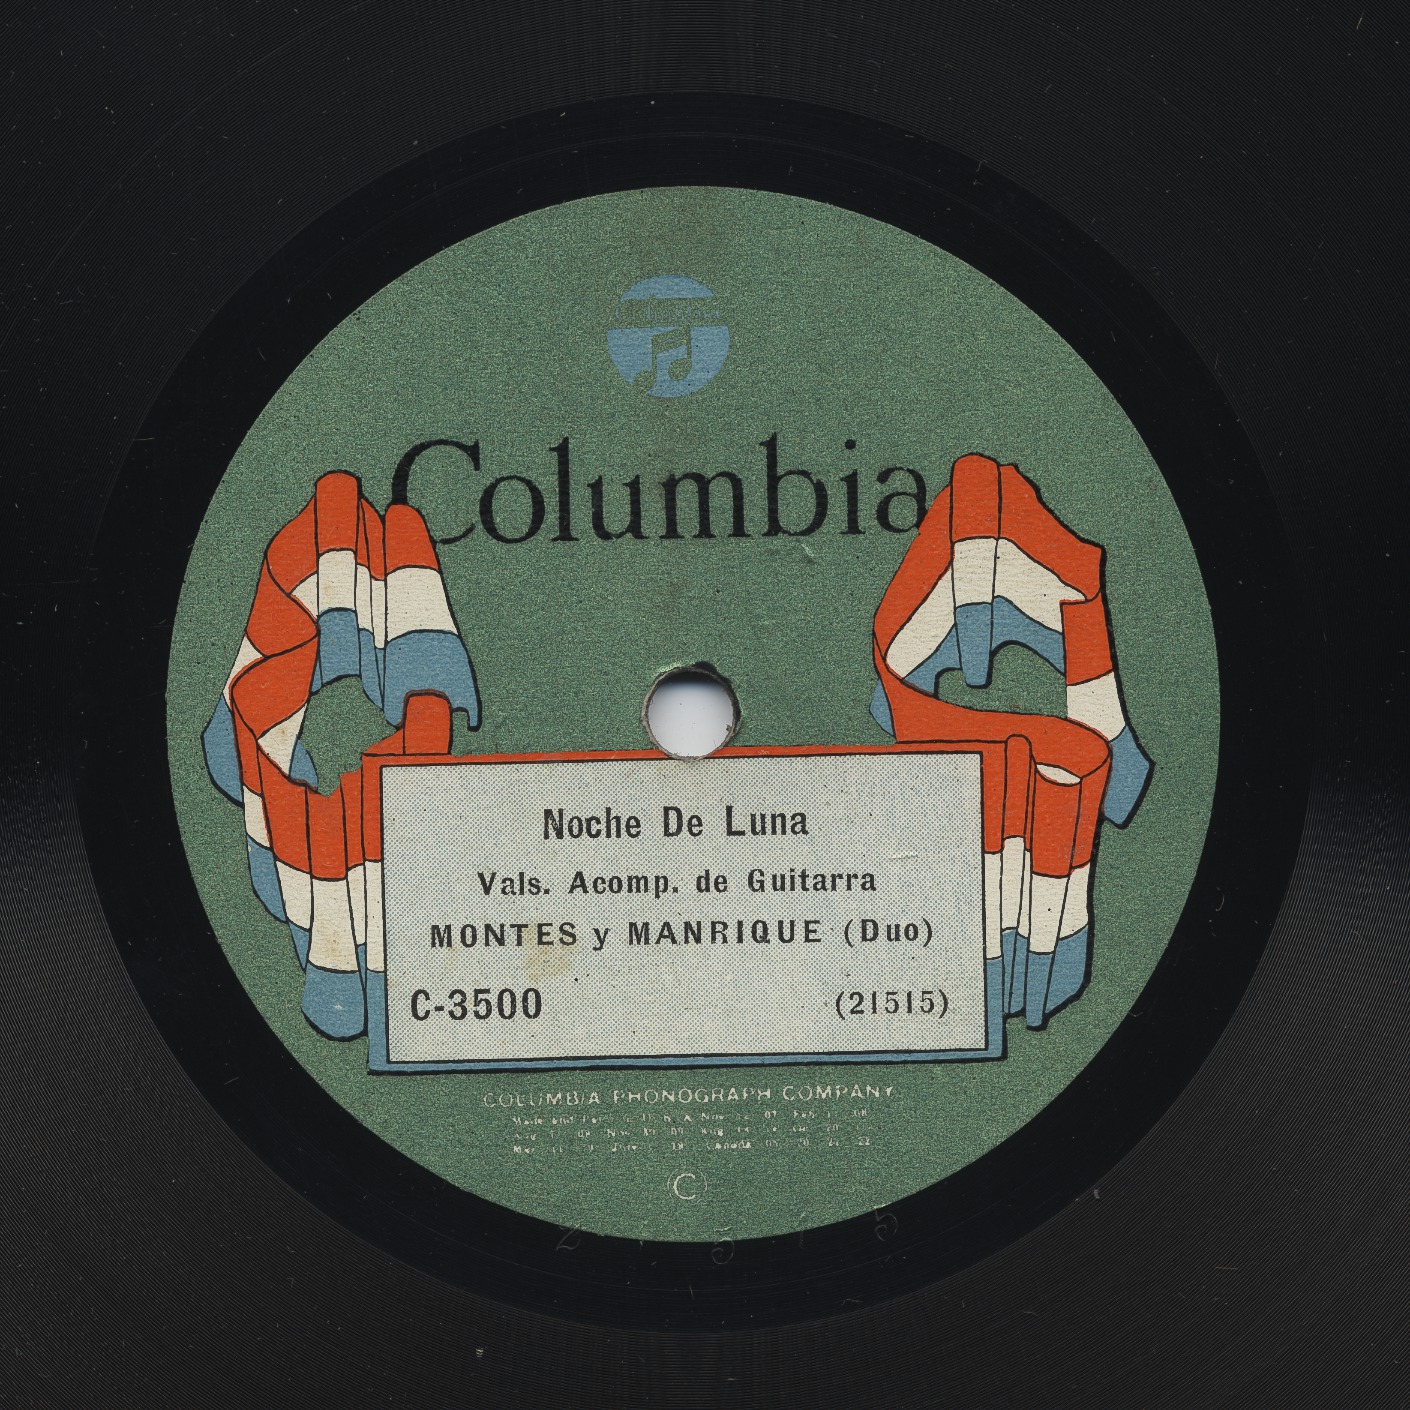 Columbia
Noche De Luna
Vals. Acomp. de Guitarra
MONTES y MANRIQUE (Duo)
C-3500 (21515)
COLUMBIA PHONOGRAPH COMPANY
C